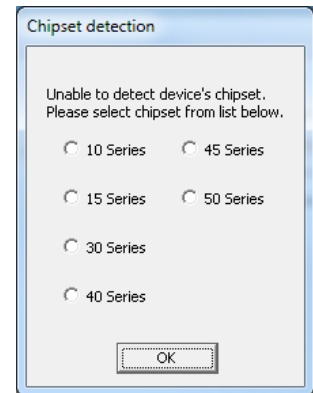 Chipset detection
Unable to detect device's chipset.
Please select chipset from list below.
10 Series 45 Series
15 Series 50 Series
30 Series
40 Series
OK